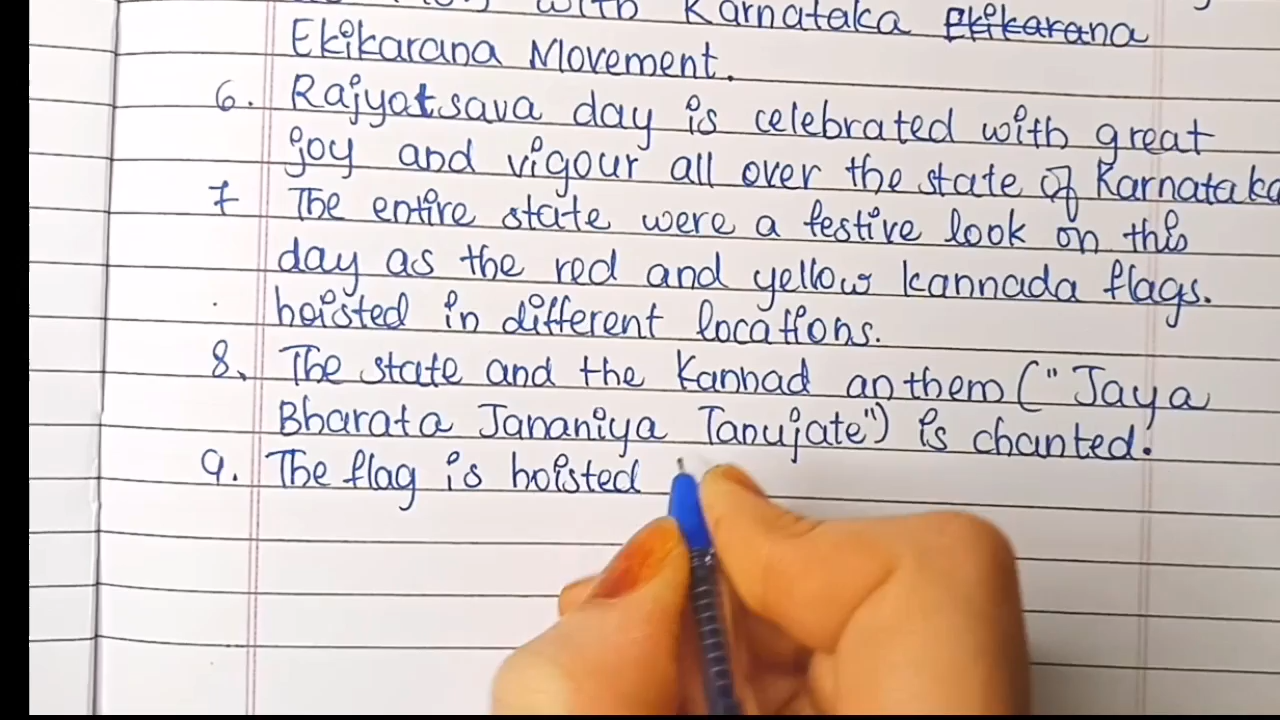 with Karnataka Ekikarana
Ekikarana Movement.
6. Rajyotsava day is celebrated with great
joy and vigour all over the state of Karnataka
7 The entire state were a festive look on this
day as the red and yellow kannada flags.
hoisted in different locations.
8. The state and the Kannad anthem ("Jaya
Bharata Jananiya Tanujate") is chanted.
9. The flag is hoisted